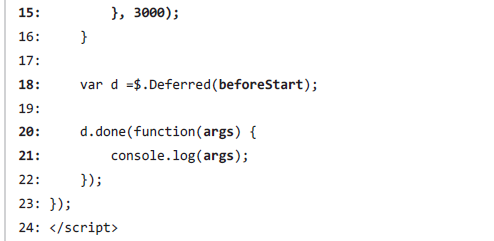 15:         }, 3000);
16:     }
17:
18:     var d =$.Deferred(beforeStart);
19:
20:     d.done(function(args) {
21:         console.log(args);
22:     });
23: });
24: </script>